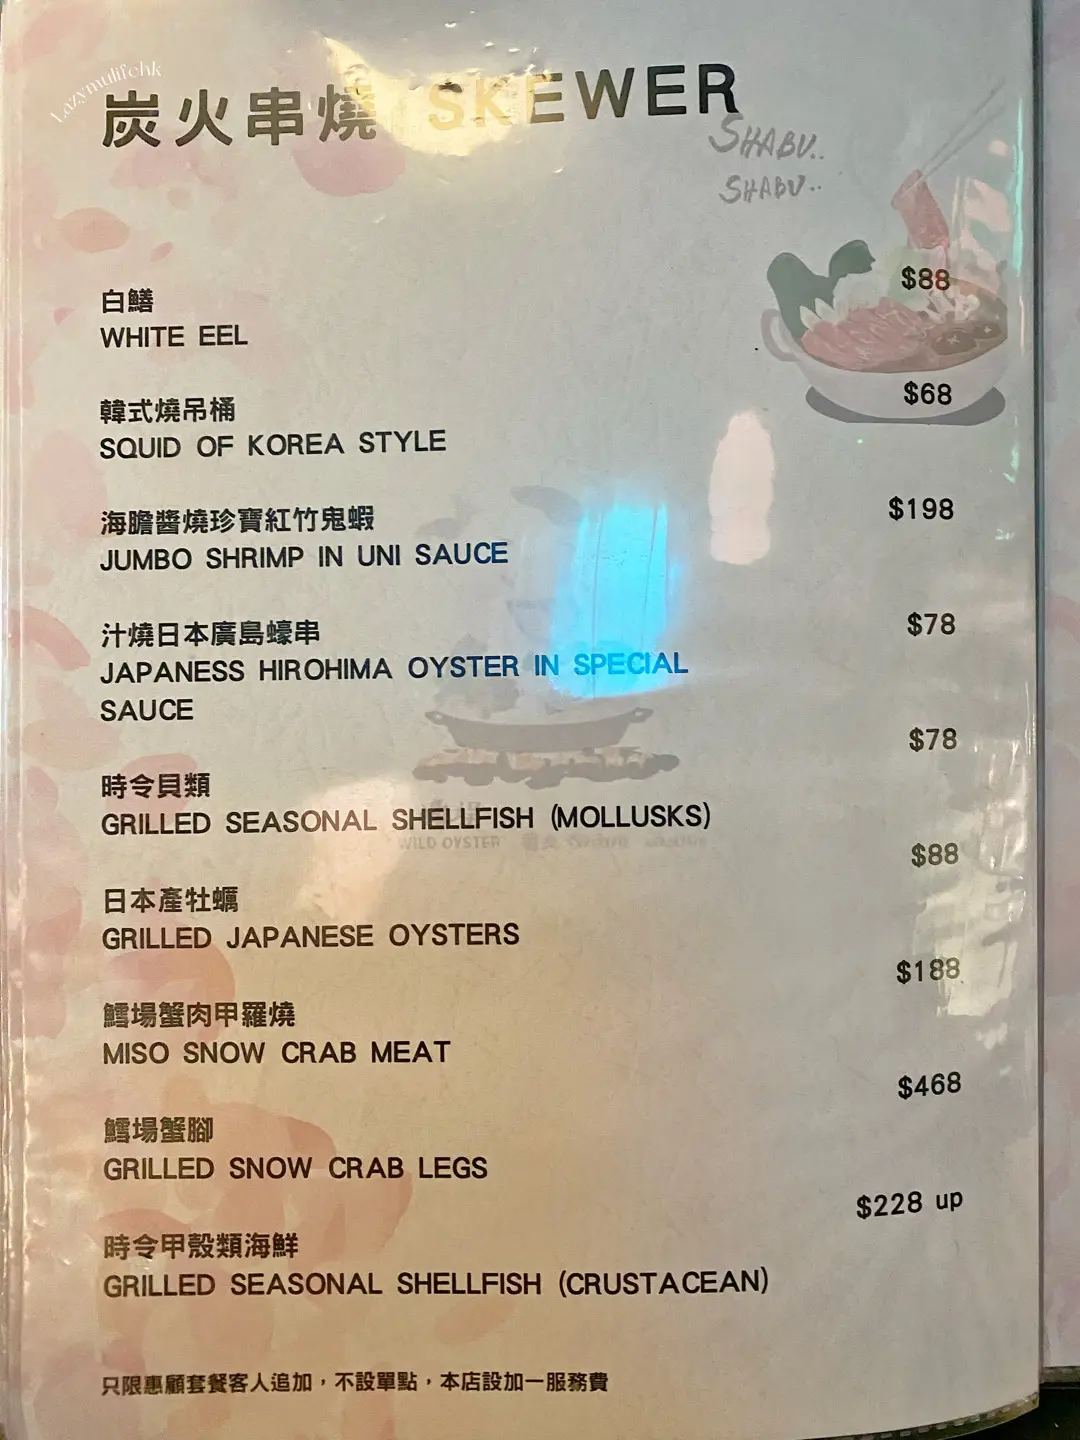 Lazymulifehk
炭火串燒 SKEWER
SHABU..
SHABU..
$88
白鱔
WHITE EEL
$68
韓式燒吊桶
SQUID OF KOREA STYLE
$198
海膽醬燒珍寶紅竹鬼蝦
JUMBO SHRIMP IN UNI SAUCE
$78
汁燒日本廣島蠔串
JAPANESS HIROHIMA OYSTER IN SPECIAL
SAUCE
$78
時令貝類
GRILLED SEASONAL SHELLFISH (MOLLUSKS)
WILD OYSTER
$88
日本產牡蠣
GRILLED JAPANESE OYSTERS
$188
鱈場蟹肉甲羅燒
MISO SNOW CRAB MEAT
$468
鱈場蟹腳
GRILLED SNOW CRAB LEGS
$228 up
時令甲殼類海鮮
GRILLED SEASONAL SHELLFISH (CRUSTACEAN)
只限惠顧套餐客人追加，不設單點，本店設加一服務費